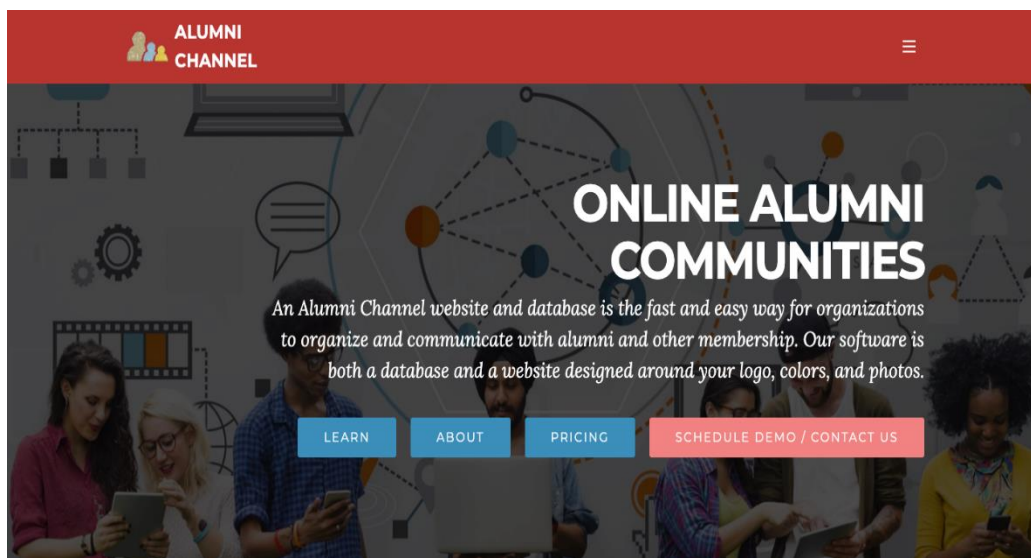 ALUMNI
CHANNEL
ONLINE ALUMNI
COMMUNITIES
An Alumni Channel website and database is the fast and easy way for organizations
to organize and communicate with alumni and other membership. Our software is
both a database and a website designed around your logo, colors, and photos.
LEARN
ABOUT
PRICING
SCHEDULE DEMO / CONTACT US